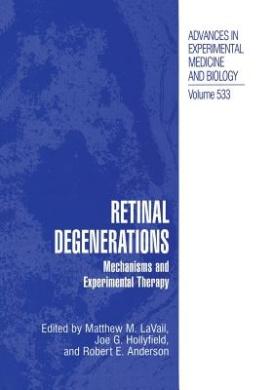 ADVANCES IN
EXPERIMENTAL
MEDICINE
AND BIOLOGY
Volume 533
RETINAL
DEGENERATIONS
Mechanisms and
Experimental Therapy
Edited by Matthew M. LaVail,
Joe G. Hollyfield,
and Robert E. Anderson